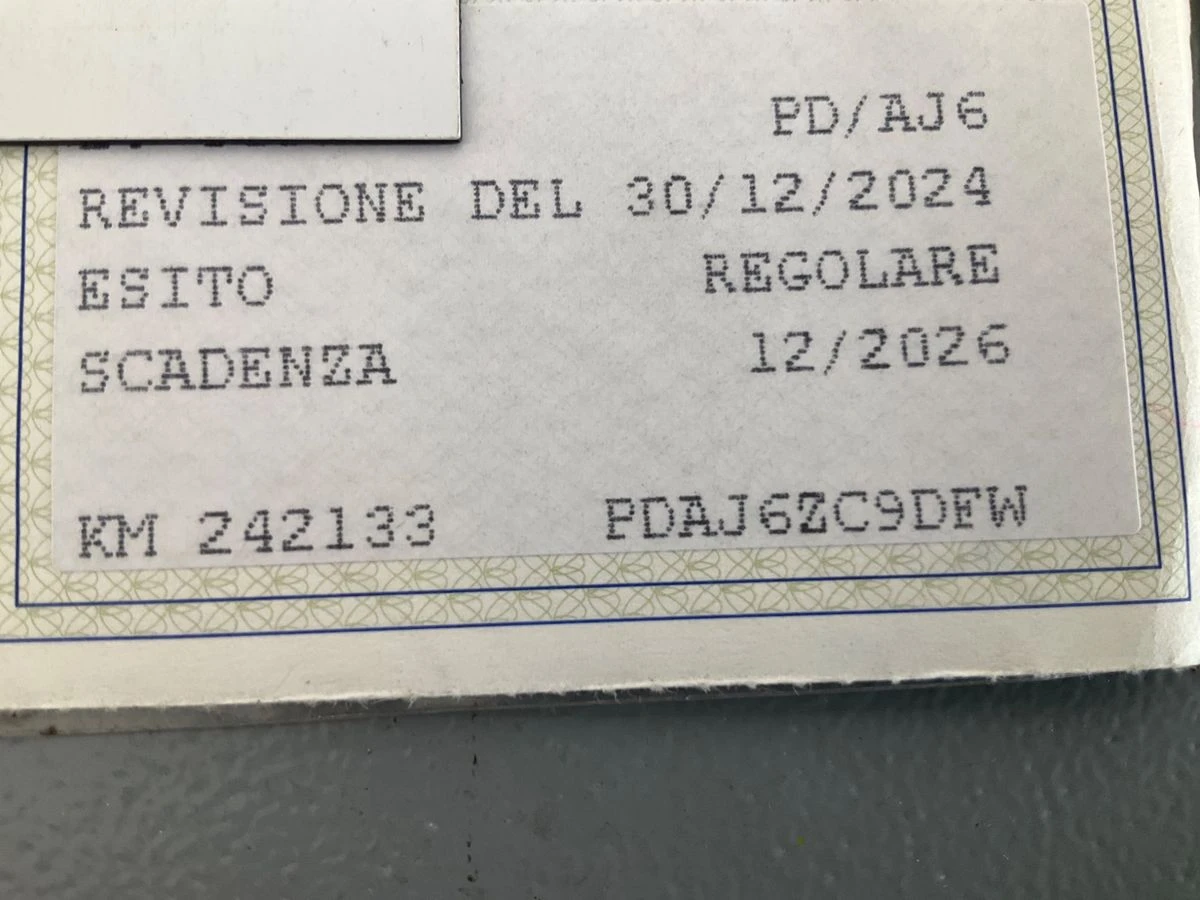 PD/AJ6
REVISIONE DEL 30/12/2024
ESITO REGOLARE
SCADENZA 12/2026
KM 242133 PDAJ6ZC9DFW